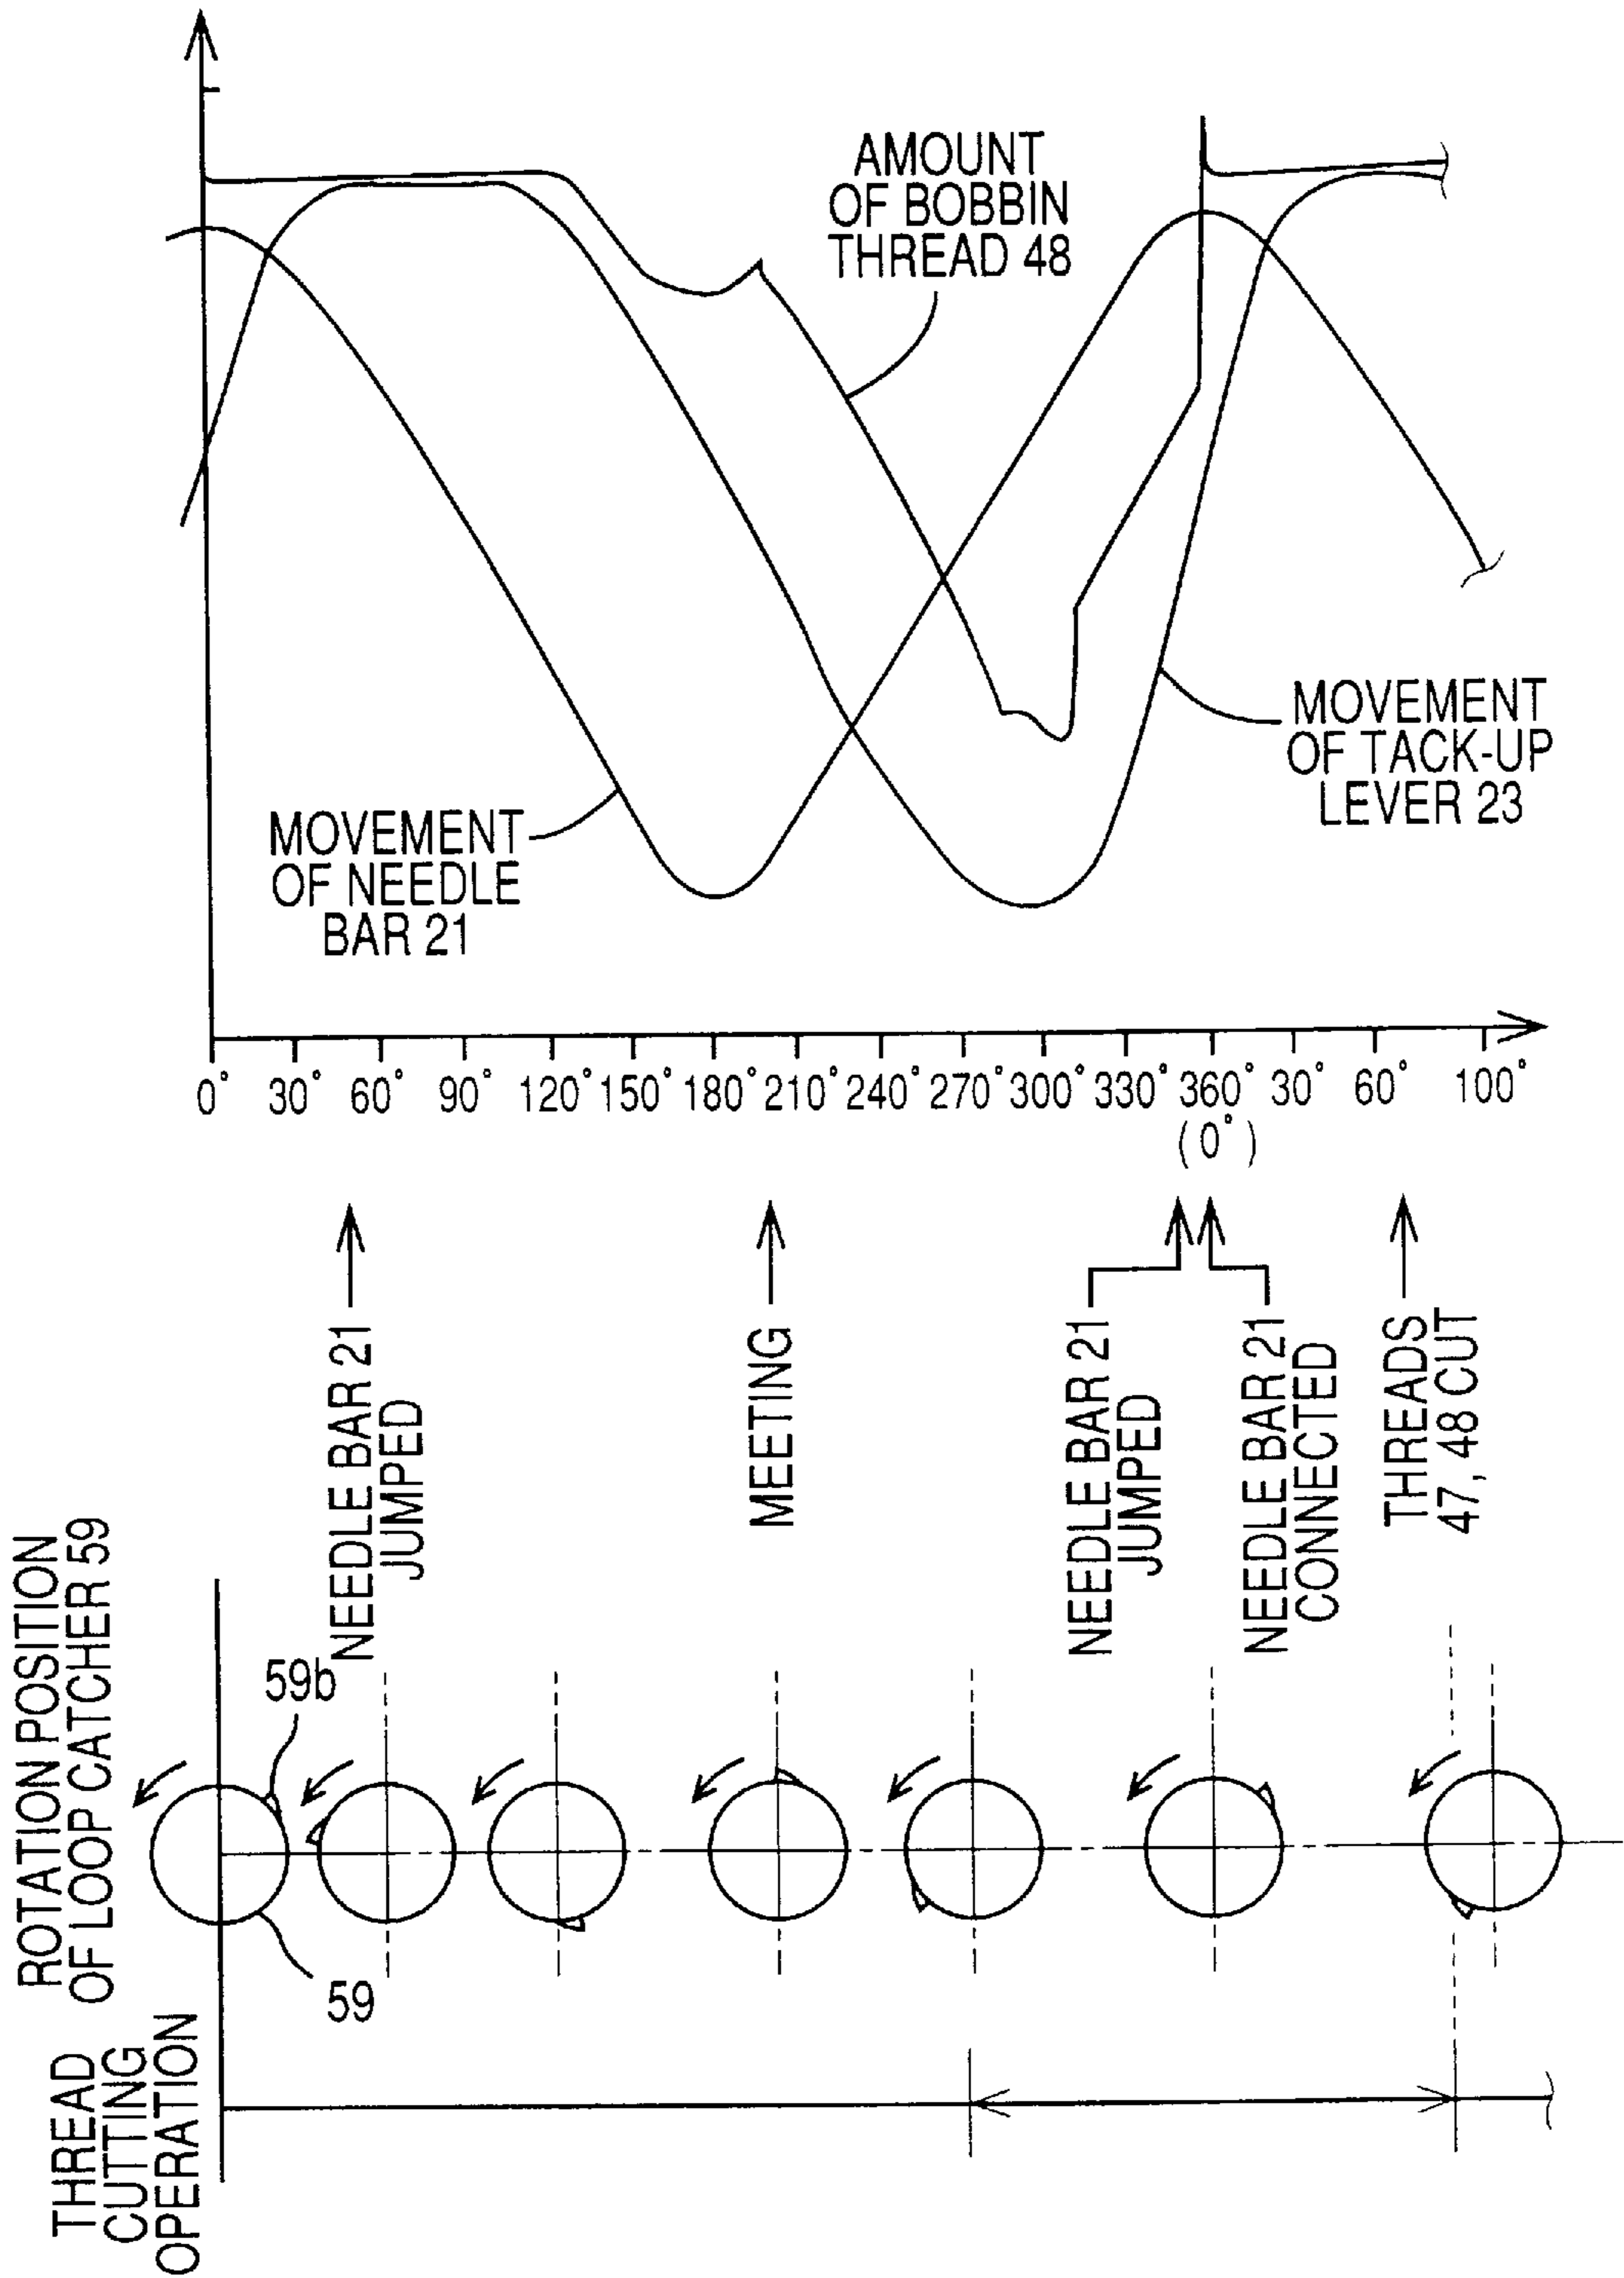 AMOUNT
OF BOBBIN
THREAD 48
MOVEMENT
OF TACK-UP
LEVER 23
MOVEMENT
OF NEEDLE
BAR 21
0° 30° 60° 90° 120° 150° 180° 210° 240° 270° 300° 330° 360° 30° 60° 100°
(0°)
NEEDLE BAR 21
JUMPED
MEETING
NEEDLE BAR 21
JUMPED
NEEDLE BAR 21
CONNECTED
THREADS
47, 48 CUT
ROTATION POSITION
OF LOOP CATCHER 59
59b
59
THREAD
CUTTING
OPERATION